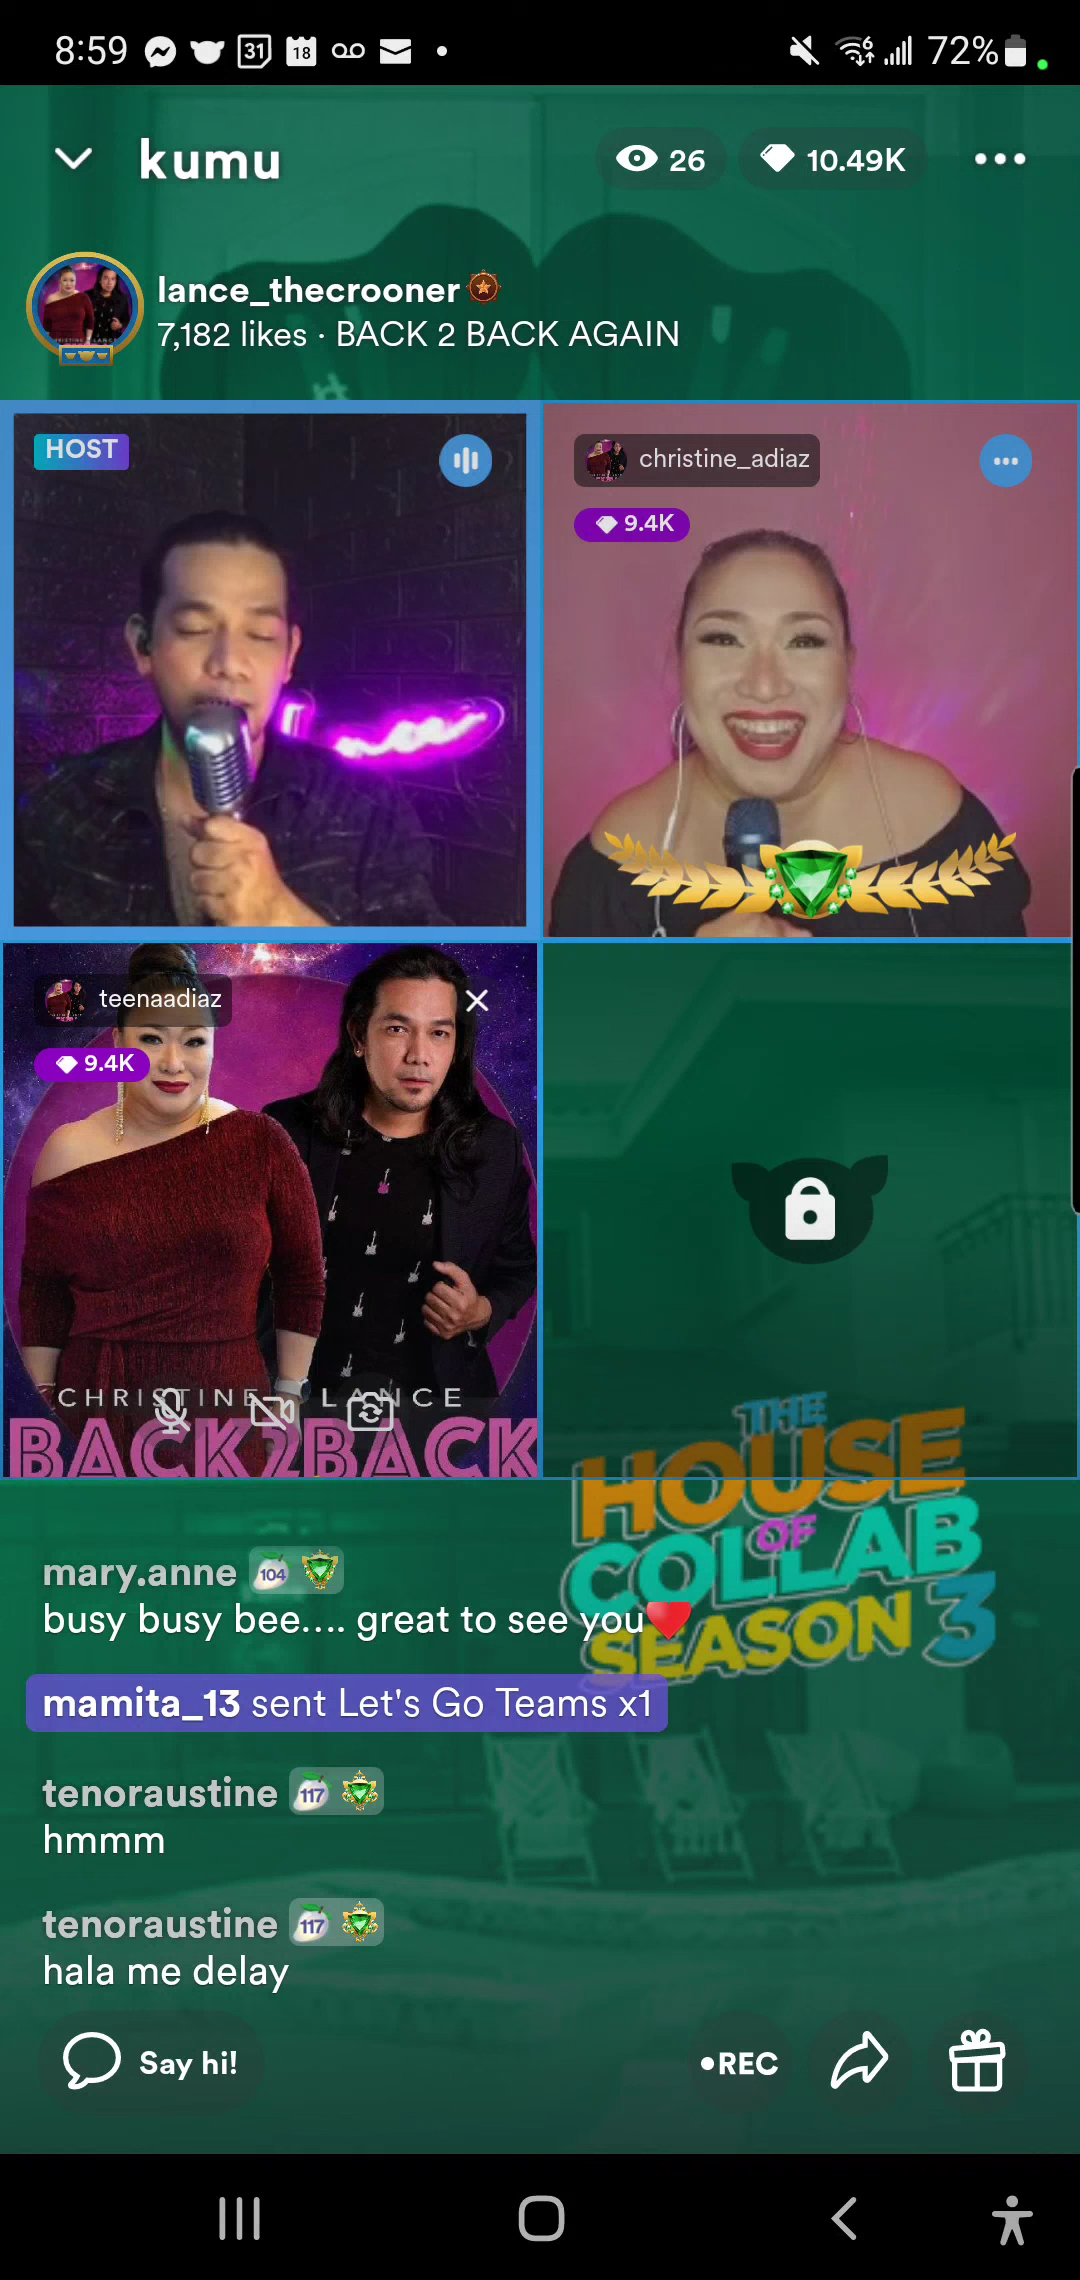 8:59 31 18 6 72%
kumu 26 10.49K
lance_thecrooner
7,182 likes · BACK 2 BACK AGAIN
HOST
christine_adiaz
9.4K
teenaadiaz
9.4K
CHRISTINE LANCE
BACK2BACK
THE
HOUSE
OF
COLLAB
SEASON 3
mary.anne 104
busy busy bee.... great to see you
mamita_13 sent Let's Go Teams x1
tenoraustine 117
hmmm
tenoraustine 117
hala me delay
Say hi! •REC